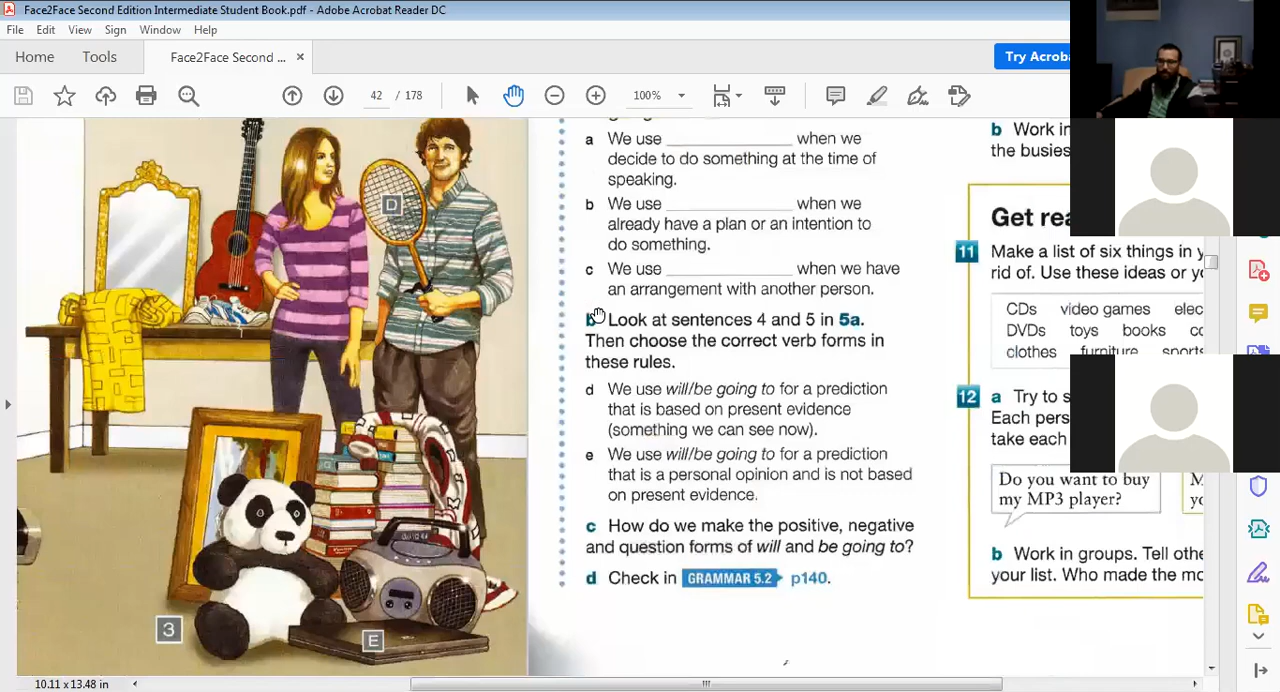 Face2Face Second Edition Intermediate Student Book.pdf - Adobe Acrobat Reader DC
File Edit View Sign Window Help
Home Tools Face2Face Second ... × Try Acroba
42 / 178 100%
a We use ____________ when we
decide to do something at the time of
speaking.
b We use ____________ when we
already have a plan or an intention to
do something.
c We use ____________ when we have
an arrangement with another person.
b Look at sentences 4 and 5 in 5a.
Then choose the correct verb forms in
these rules.
d We use will/be going to for a prediction
that is based on present evidence
(something we can see now).
e We use will/be going to for a prediction
that is a personal opinion and is not based
on present evidence.
c How do we make the positive, negative
and question forms of will and be going to?
d Check in GRAMMAR 5.2 p140.
D
3
E
b Work in
the busies
Get rea
11 Make a list of six things in y
rid of. Use these ideas or yo
CDs video games elec
DVDs toys books co
clothes furniture sports
12 a Try to s
Each pers
take each
Do you want to buy
my MP3 player?
b Work in groups. Tell othe
your list. Who made the mo
10.11 x 13.48 in